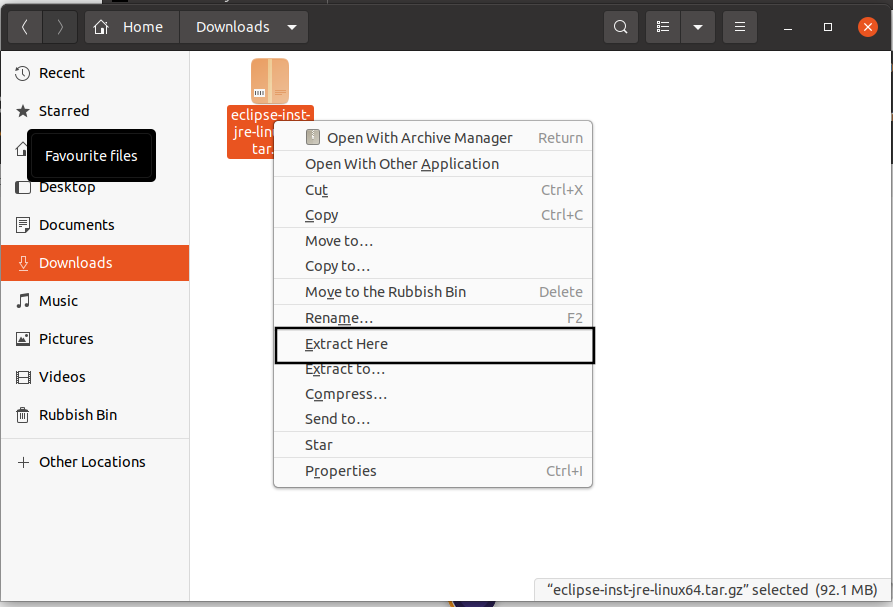 Home
Downloads
Recent
Starred
Favourite files
Desktop
Documents
Downloads
Music
Pictures
Videos
Rubbish Bin
Other Locations
eclipse-inst-
jre-lin
tar.
Open With Archive Manager Return
Open With Other Application
Cut Ctrl+X
Copy Ctrl+C
Move to…
Copy to…
Move to the Rubbish Bin Delete
Rename… F2
Extract Here
Extract to…
Compress…
Send to…
Star
Properties Ctrl+I
“eclipse-inst-jre-linux64.tar.gz” selected (92.1 MB)